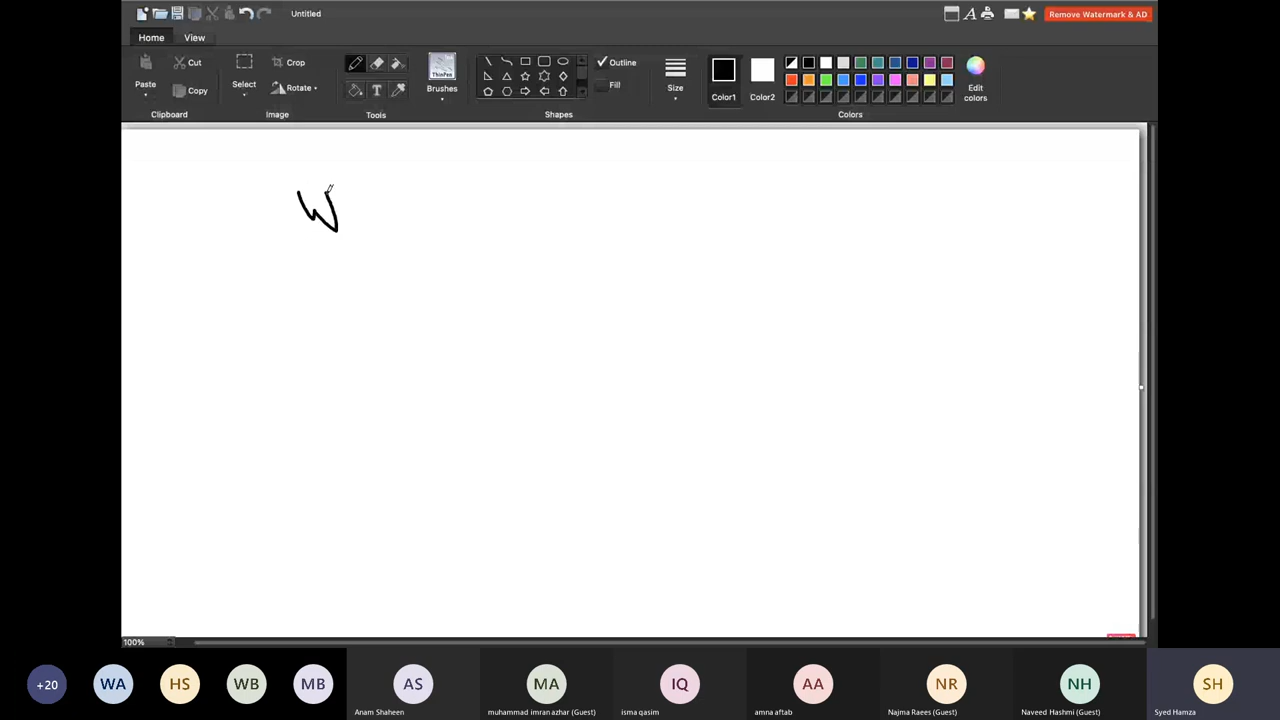 Untitled
Remove Watermark & AD
Home View
Paste Cut Copy Select Crop Rotate ThinPen Brushes Outline Fill Size Color1 Color2 Edit colors
Clipboard Image Tools Shapes Colors
W
100%
+20 WA HS WB MB AS MA IQ AA NR NH SH
Anam Shaheen muhammad imran azhar (Guest) isma qasim amna aftab Najma Raees (Guest) Naveed Hashmi (Guest) Syed Hamza